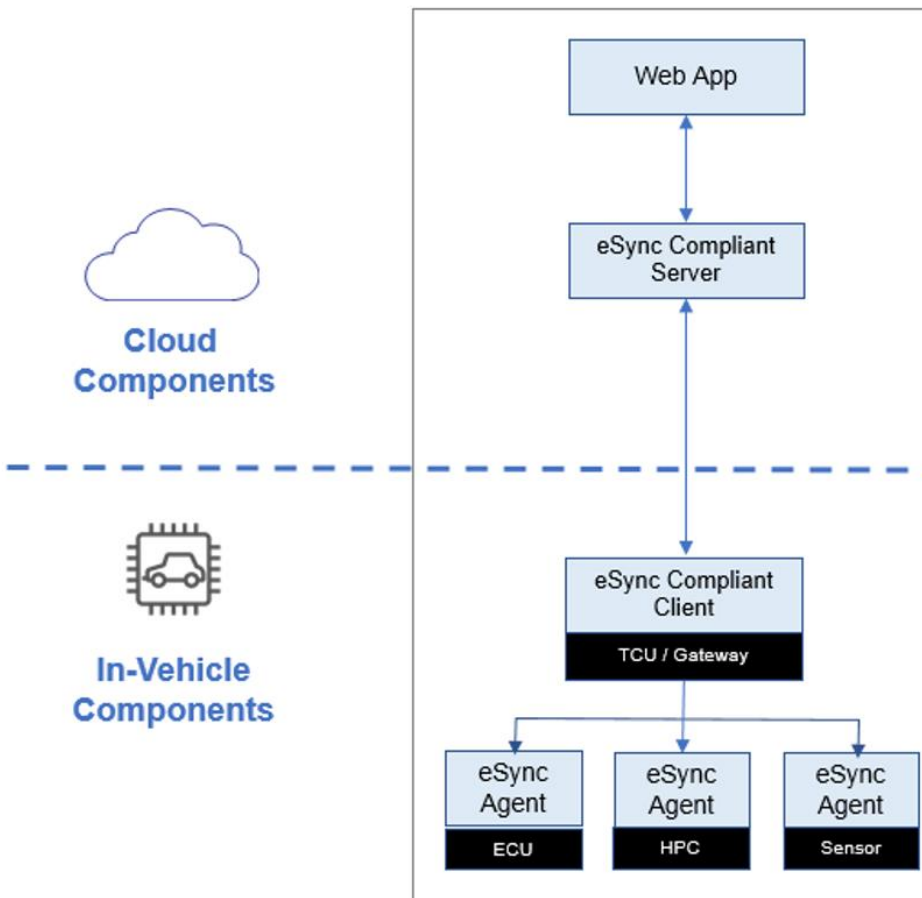 Web App
eSync Compliant
Server
Cloud
Components
eSync Compliant
Client
TCU / Gateway
In-Vehicle
Components
eSync
Agent
ECU
eSync
Agent
HPC
eSync
Agent
Sensor